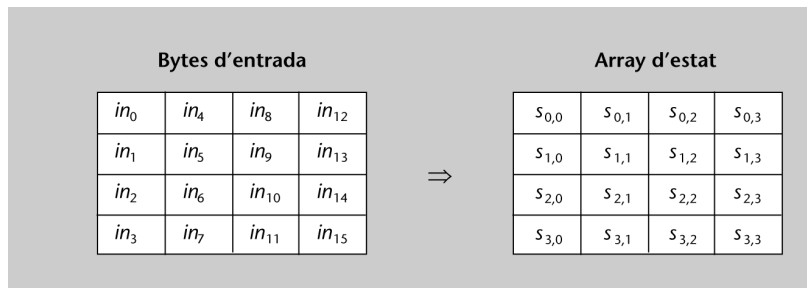 Bytes d'entrada Array d'estat
in0 in4 in8 in12 s0,0 s0,1 s0,2 s0,3
in1 in5 in9 in13 s1,0 s1,1 s1,2 s1,3
⇒
in2 in6 in10 in14 s2,0 s2,1 s2,2 s2,3
in3 in7 in11 in15 s3,0 s3,1 s3,2 s3,3